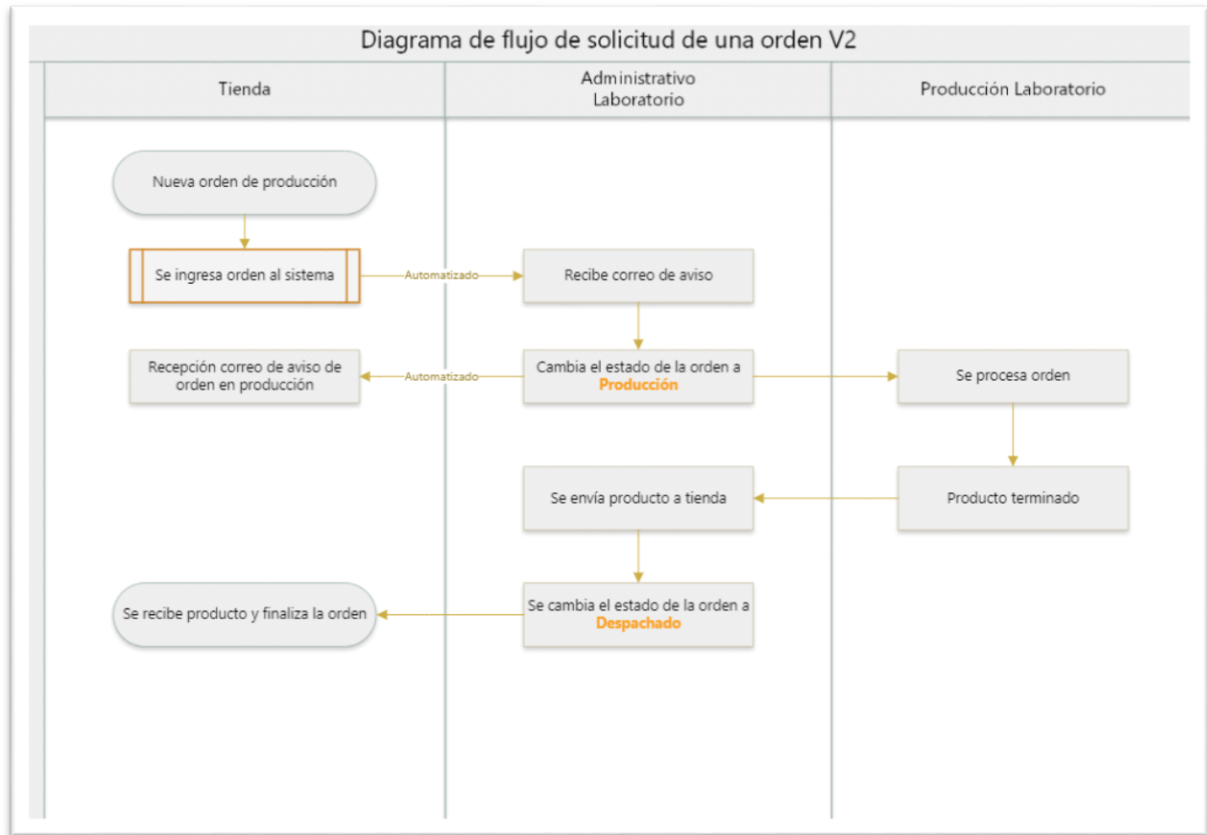 Diagrama de flujo de solicitud de una orden V2
Tienda
Administrativo
Laboratorio
Producción Laboratorio
Nueva orden de producción
Se ingresa orden al sistema
Automatizado
Recibe correo de aviso
Recepción correo de aviso de
orden en producción
Automatizado
Cambia el estado de la orden a
Producción
Se procesa orden
Se envía producto a tienda
Producto terminado
Se recibe producto y finaliza la orden
Se cambia el estado de la orden a
Despachado